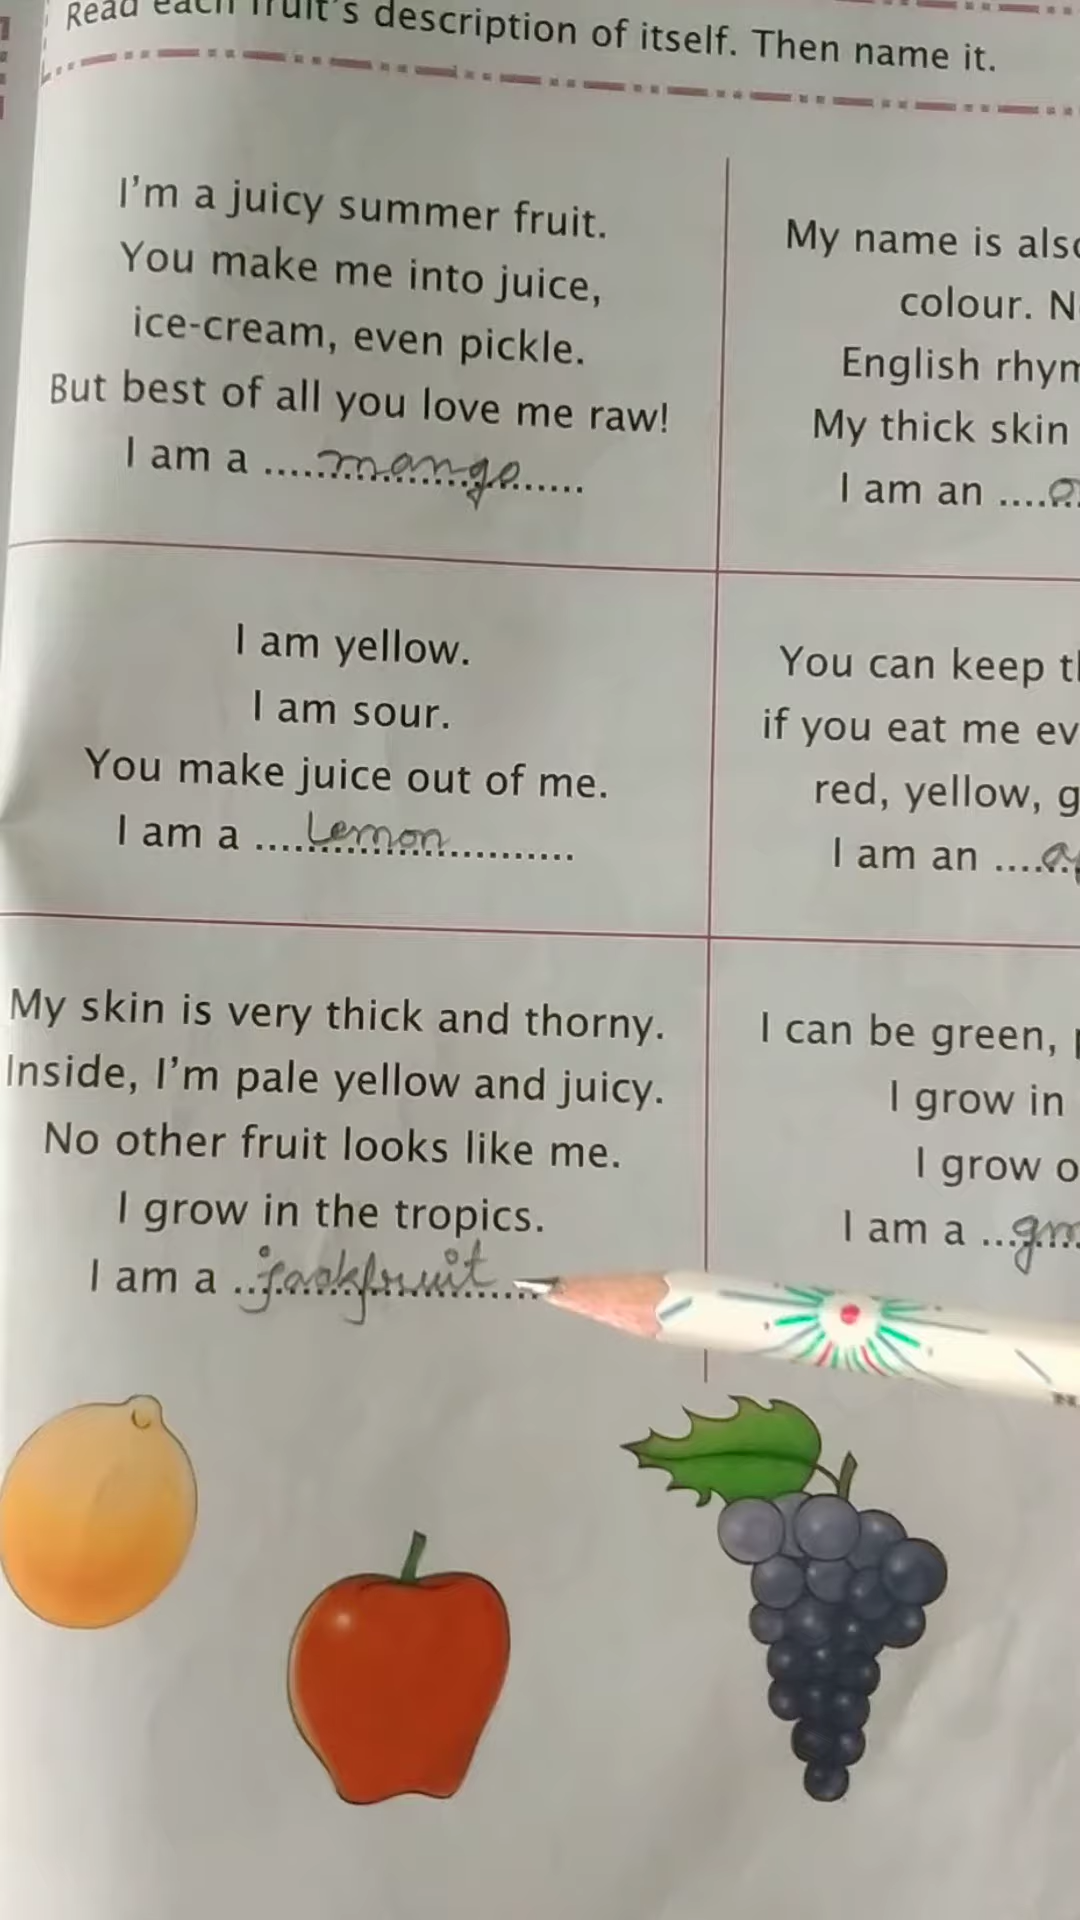 Read each fruit's description of itself. Then name it.
I'm a juicy summer fruit.
You make me into juice,
ice-cream, even pickle.
But best of all you love me raw!
I am a ....mango....
My name is also
colour. N
English rhym
My thick skin
I am an ....
I am yellow.
I am sour.
You make juice out of me.
I am a ....Lemon....
You can keep th
if you eat me ev
red, yellow, g
I am an ....
My skin is very thick and thorny.
Inside, I'm pale yellow and juicy.
No other fruit looks like me.
I grow in the tropics.
I am a ....jackfruit....
I can be green,
I grow in
I grow o
I am a ....